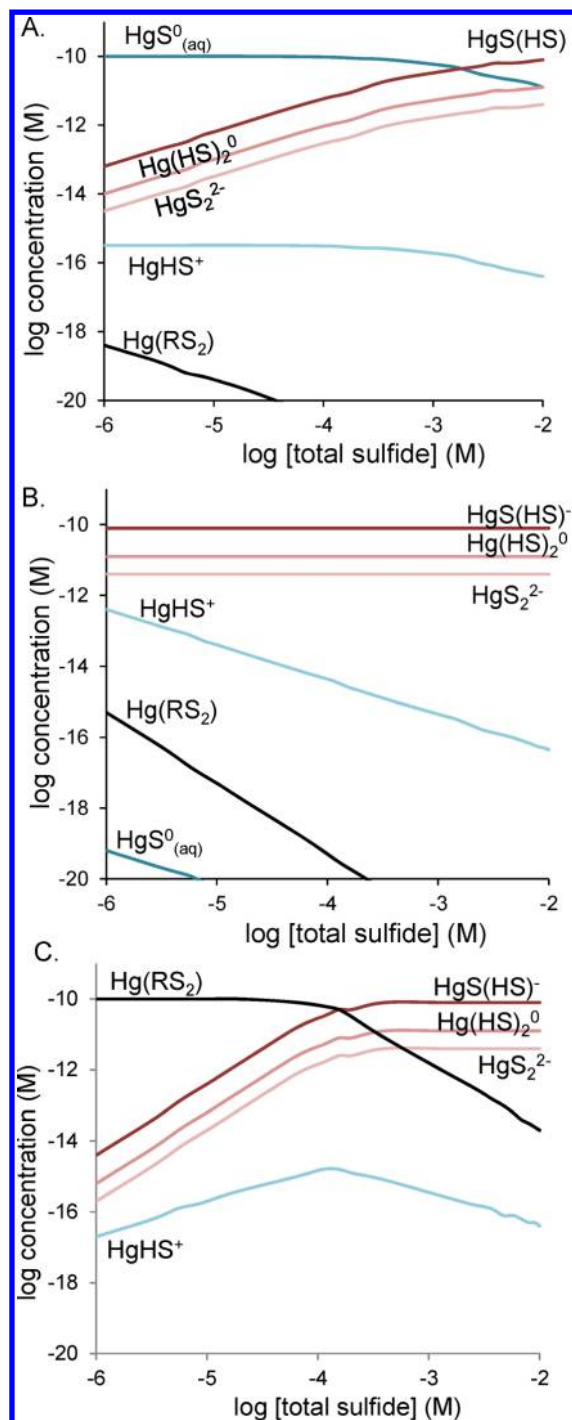 A.
HgS⁰(aq)
HgS(HS)
Hg(HS)₂⁰
HgS₂²⁻
HgHS⁺
Hg(RS₂)
log concentration (M)
-10
-12
-14
-16
-18
-20
-6 -5 -4 -3 -2
log [total sulfide] (M)
B.
HgS(HS)⁻
Hg(HS)₂⁰
HgS₂²⁻
HgHS⁺
Hg(RS₂)
HgS⁰(aq)
log concentration (M)
-10
-12
-14
-16
-18
-20
-6 -5 -4 -3 -2
log [total sulfide] (M)
C.
Hg(RS₂)
HgS(HS)⁻
Hg(HS)₂⁰
HgS₂²⁻
HgHS⁺
log concentration (M)
-10
-12
-14
-16
-18
-20
-6 -5 -4 -3 -2
log [total sulfide] (M)